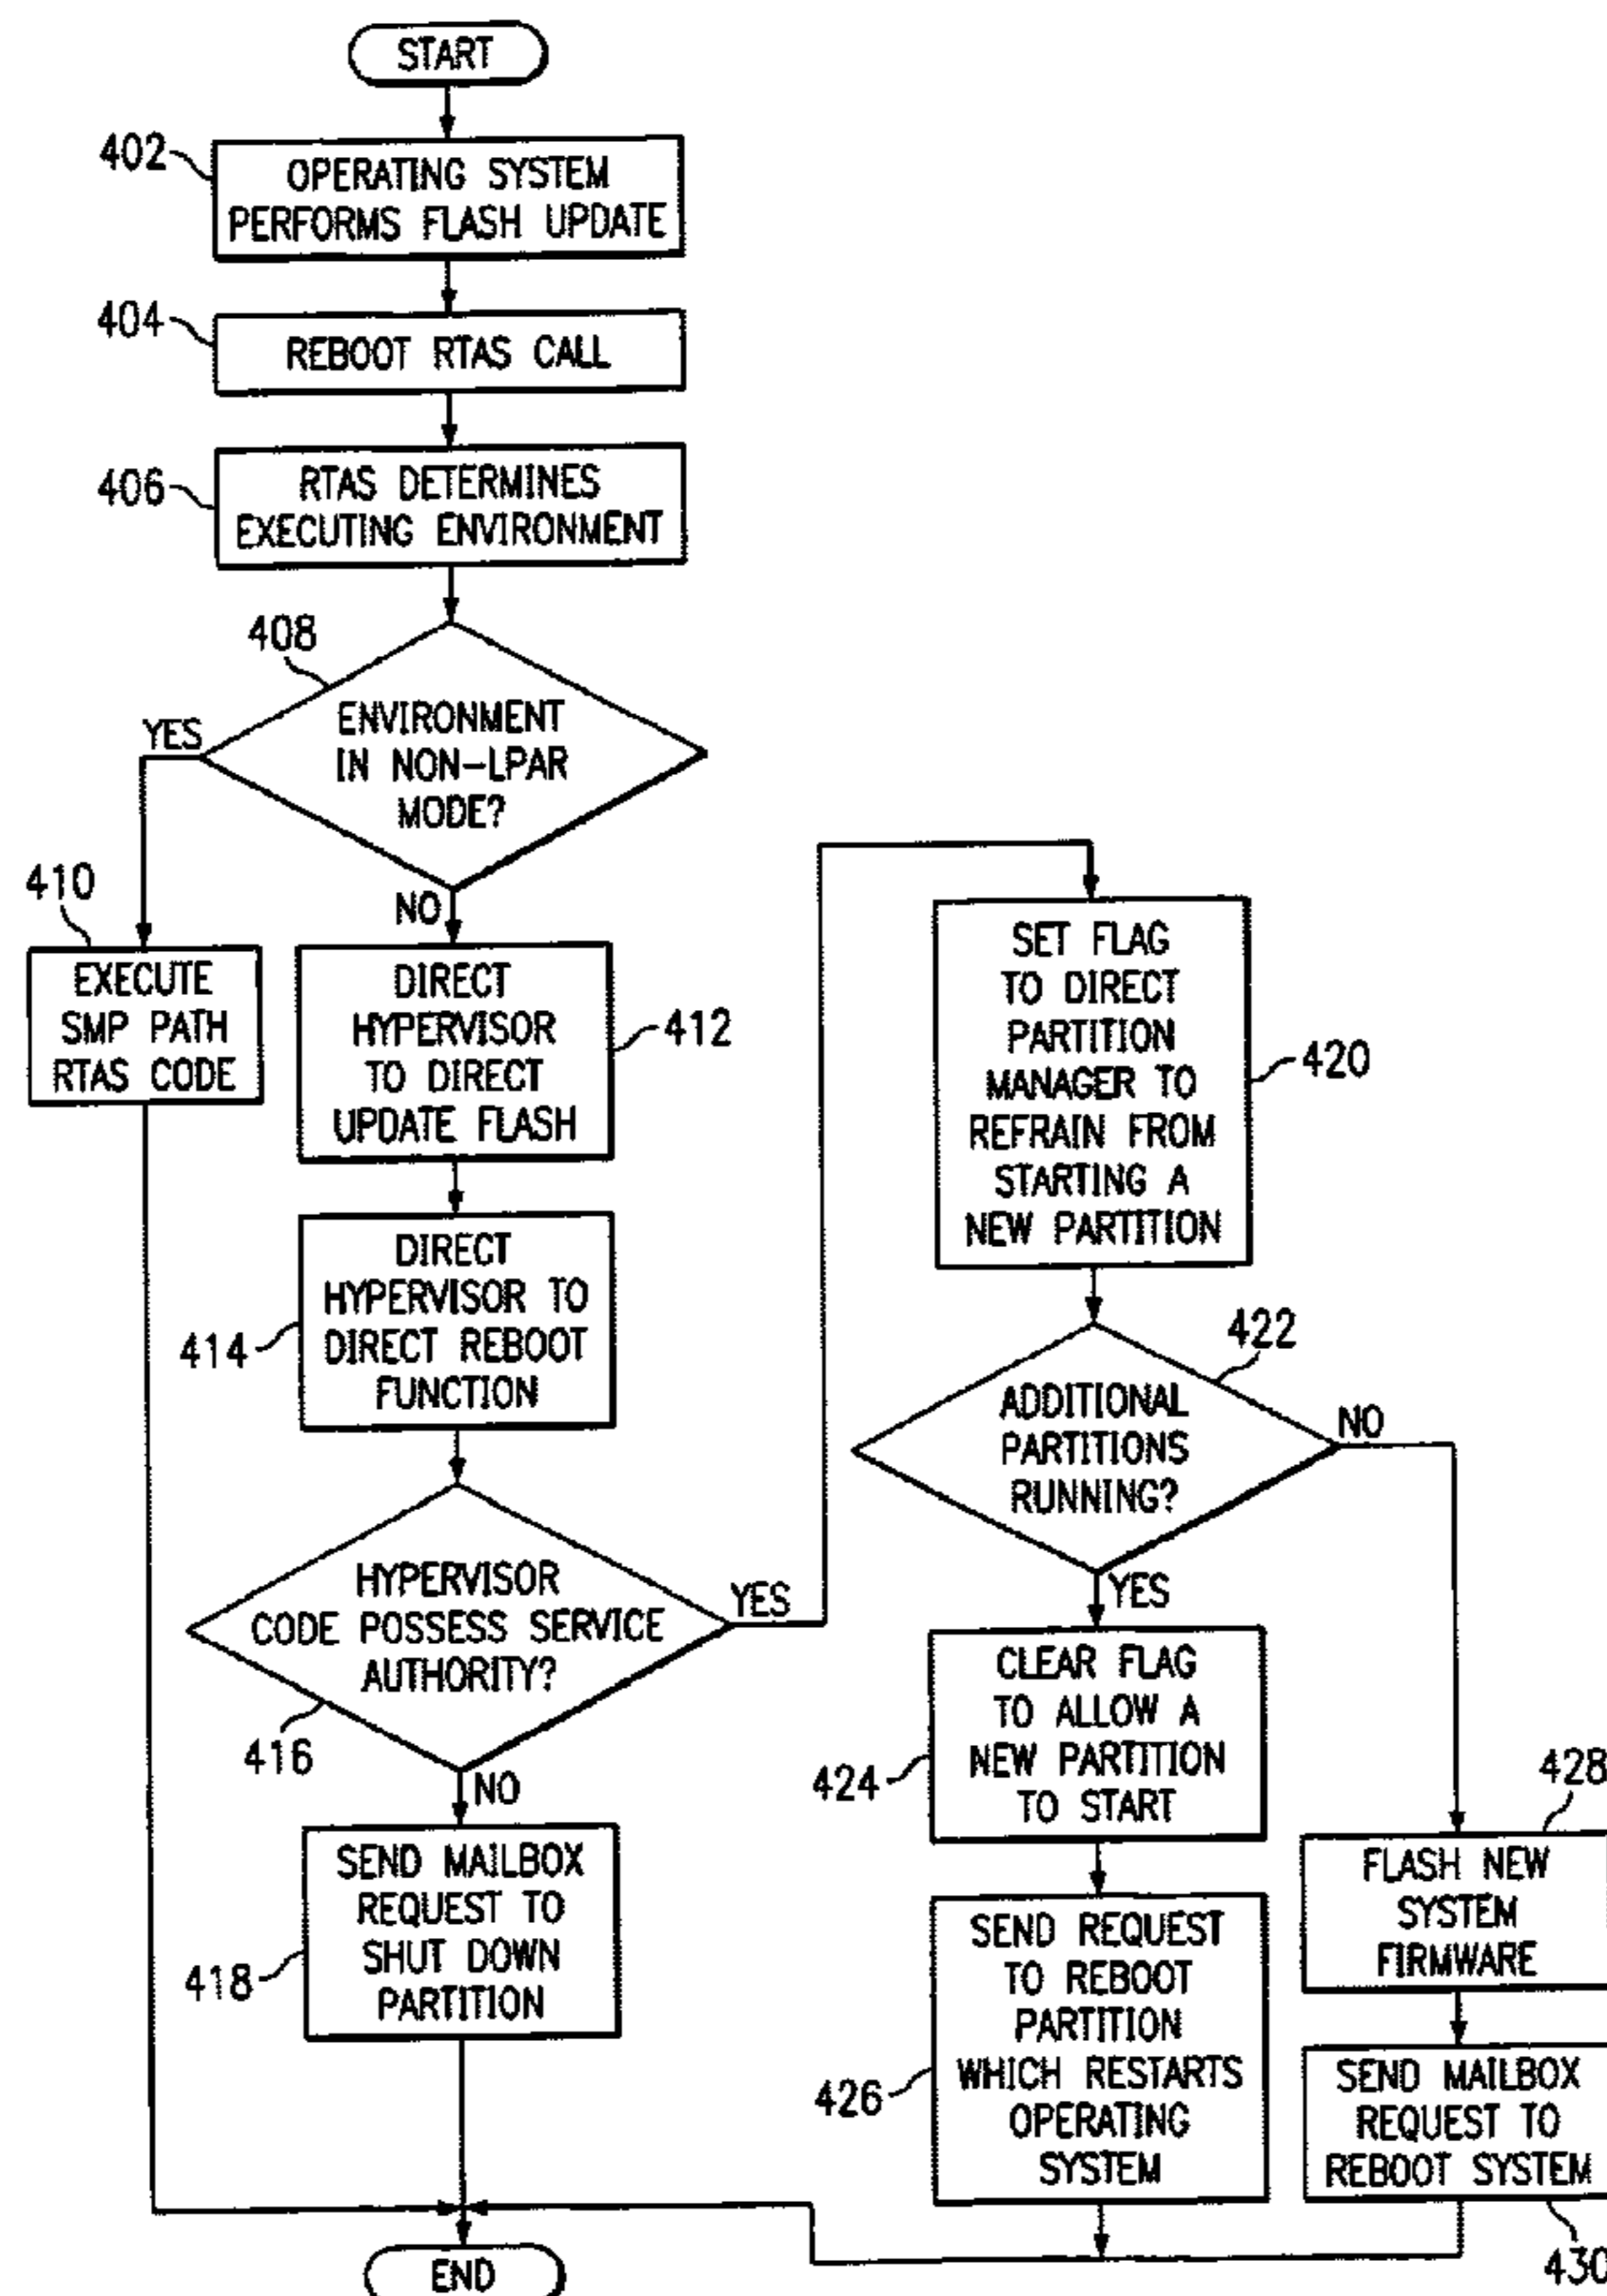 START
402
OPERATING SYSTEM
PERFORMS FLASH UPDATE
404
REBOOT RTAS CALL
406
RTAS DETERMINES
EXECUTING ENVIRONMENT
408
ENVIRONMENT
IN NON-LPAR
MODE?
YES
NO
410
EXECUTE
SMP PATH
RTAS CODE
DIRECT
HYPERVISOR
TO DIRECT
UPDATE FLASH
412
DIRECT
HYPERVISOR TO
DIRECT REBOOT
FUNCTION
414
HYPERVISOR
CODE POSSESS SERVICE
AUTHORITY?
YES
416
NO
SEND MAILBOX
REQUEST TO
SHUT DOWN
PARTITION
418
SET FLAG
TO DIRECT
PARTITION
MANAGER TO
REFRAIN FROM
STARTING A
NEW PARTITION
420
422
ADDITIONAL
PARTITIONS
RUNNING?
NO
YES
CLEAR FLAG
TO ALLOW A
NEW PARTITION
TO START
424
SEND REQUEST
TO REBOOT
PARTITION
WHICH RESTARTS
OPERATING
SYSTEM
426
428
FLASH NEW
SYSTEM
FIRMWARE
SEND MAILBOX
REQUEST TO
REBOOT SYSTEM
430
END